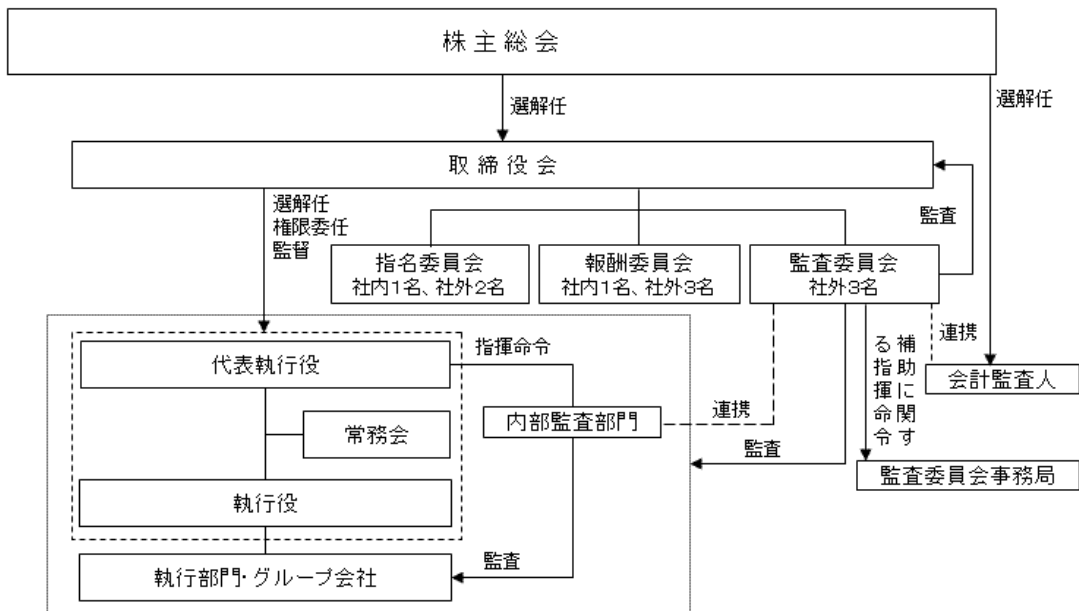 株主総会
選解任
選解任
取締役会
選解任
権限委任
監督
監査
指名委員会
社内1名、社外2名
報酬委員会
社内1名、社外3名
監査委員会
社外3名
代表執行役
指揮命令
連携
補助に関す
る指揮命令
会計監査人
常務会
内部監査部門
連携
監査
監査委員会事務局
執行役
執行部門・グループ会社
監査